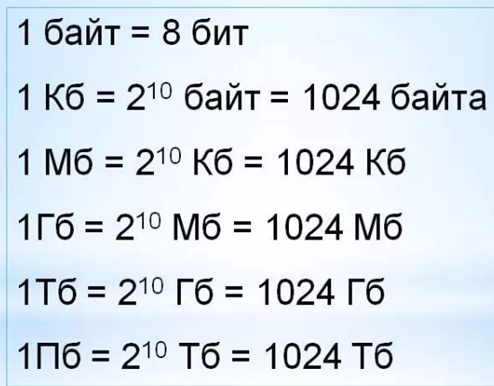 1 байт = 8 бит
1 Кб = 2¹⁰ байт = 1024 байта
1 Мб = 2¹⁰ Кб = 1024 Кб
1Гб = 2¹⁰ Мб = 1024 Мб
1Тб = 2¹⁰ Гб = 1024 Гб
1Пб = 2¹⁰ Тб = 1024 Тб